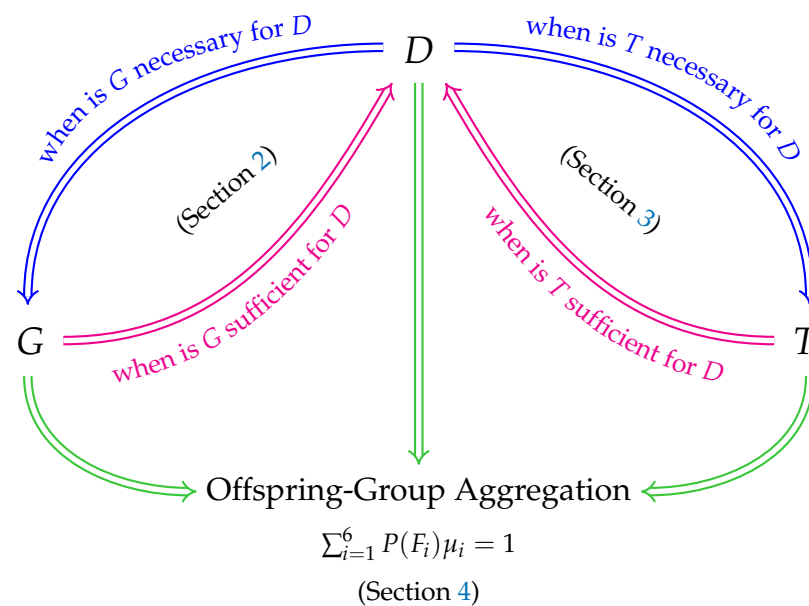 D
when is G necessary for D
when is T necessary for D
(Section 2)
(Section 3)
when is G sufficient for D
when is T sufficient for D
G
T
Offspring-Group Aggregation
∑_{i=1}^{6} P(F_i)μ_i = 1
(Section 4)